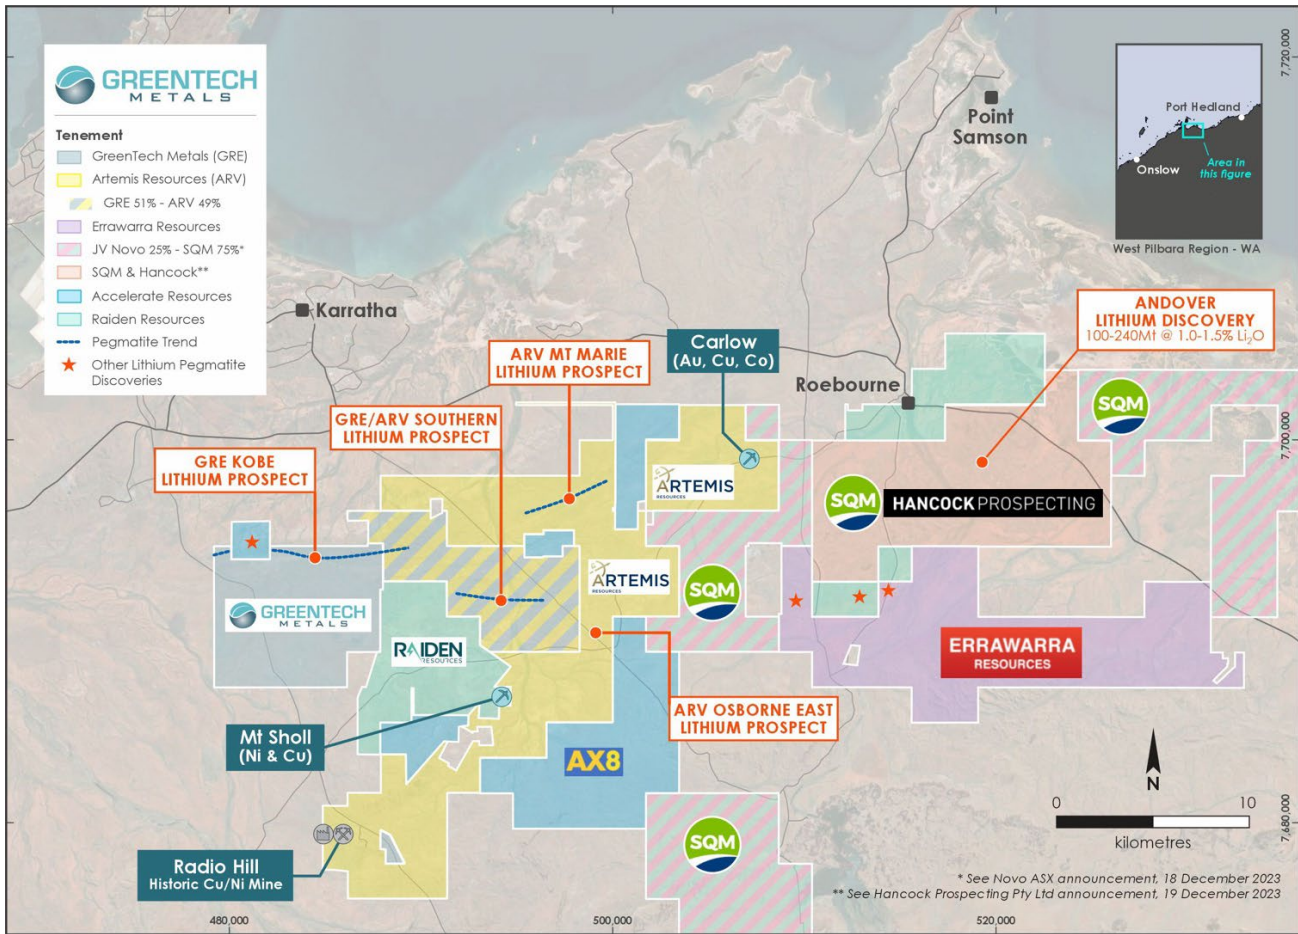 GREENTECH
METALS
Tenement
GreenTech Metals (GRE)
Artemis Resources (ARV)
GRE 51% - ARV 49%
Errawarra Resources
JV Novo 25% - SQM 75%*
SQM & Hancock**
Accelerate Resources
Raiden Resources
Pegmatite Trend
Other Lithium Pegmatite
Discoveries
Point
Samson
Port Hedland
Onslow
Area in
this figure
West Pilbara Region - WA
7,720,000
Karratha
ARV MT MARIE
LITHIUM PROSPECT
Carlow
(Au, Cu, Co)
Roebourne
ANDOVER
LITHIUM DISCOVERY
100-240Mt @ 1.0-1.5% Li₂O
GRE/ARV SOUTHERN
LITHIUM PROSPECT
GRE KOBE
LITHIUM PROSPECT
SQM
7,700,000
ARTEMIS
RESOURCES
SQM
HANCOCK PROSPECTING
ARTEMIS
RESOURCES
SQM
GREENTECH
METALS
RAIDEN
RESOURCES
ERRAWARRA
RESOURCES
ARV OSBORNE EAST
LITHIUM PROSPECT
Mt Sholl
(Ni & Cu)
AX8
N
0 10
kilometres
7,680,000
SQM
Radio Hill
Historic Cu/Ni Mine
* See Novo ASX announcement, 18 December 2023
** See Hancock Prospecting Pty Ltd announcement, 19 December 2023
480,000
500,000
520,000